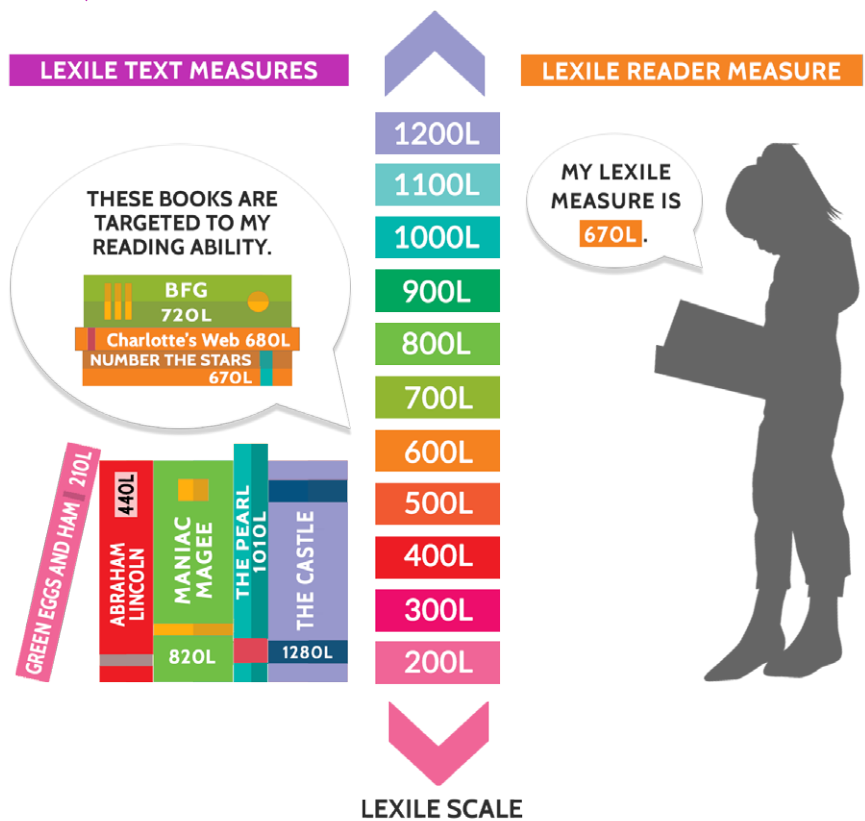 LEXILE TEXT MEASURES
THESE BOOKS ARE
TARGETED TO MY
READING ABILITY.
BFG
720L
Charlotte's Web 680L
NUMBER THE STARS
670L
GREEN EGGS AND HAM 210L
ABRAHAM
LINCOLN
440L
MANIAC
MAGEE
820L
THE PEARL
1010L
THE CASTLE
1280L
1200L
1100L
1000L
900L
800L
700L
600L
500L
400L
300L
200L
LEXILE SCALE
LEXILE READER MEASURE
MY LEXILE
MEASURE IS
670L.